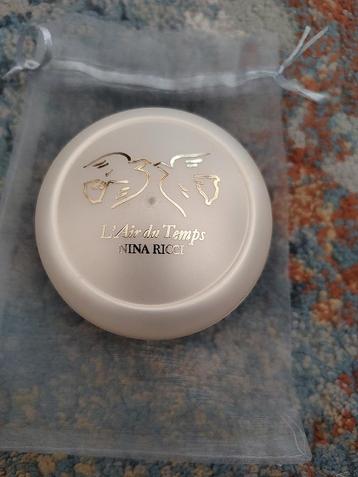 L'Air du Temps
NINA RICCI